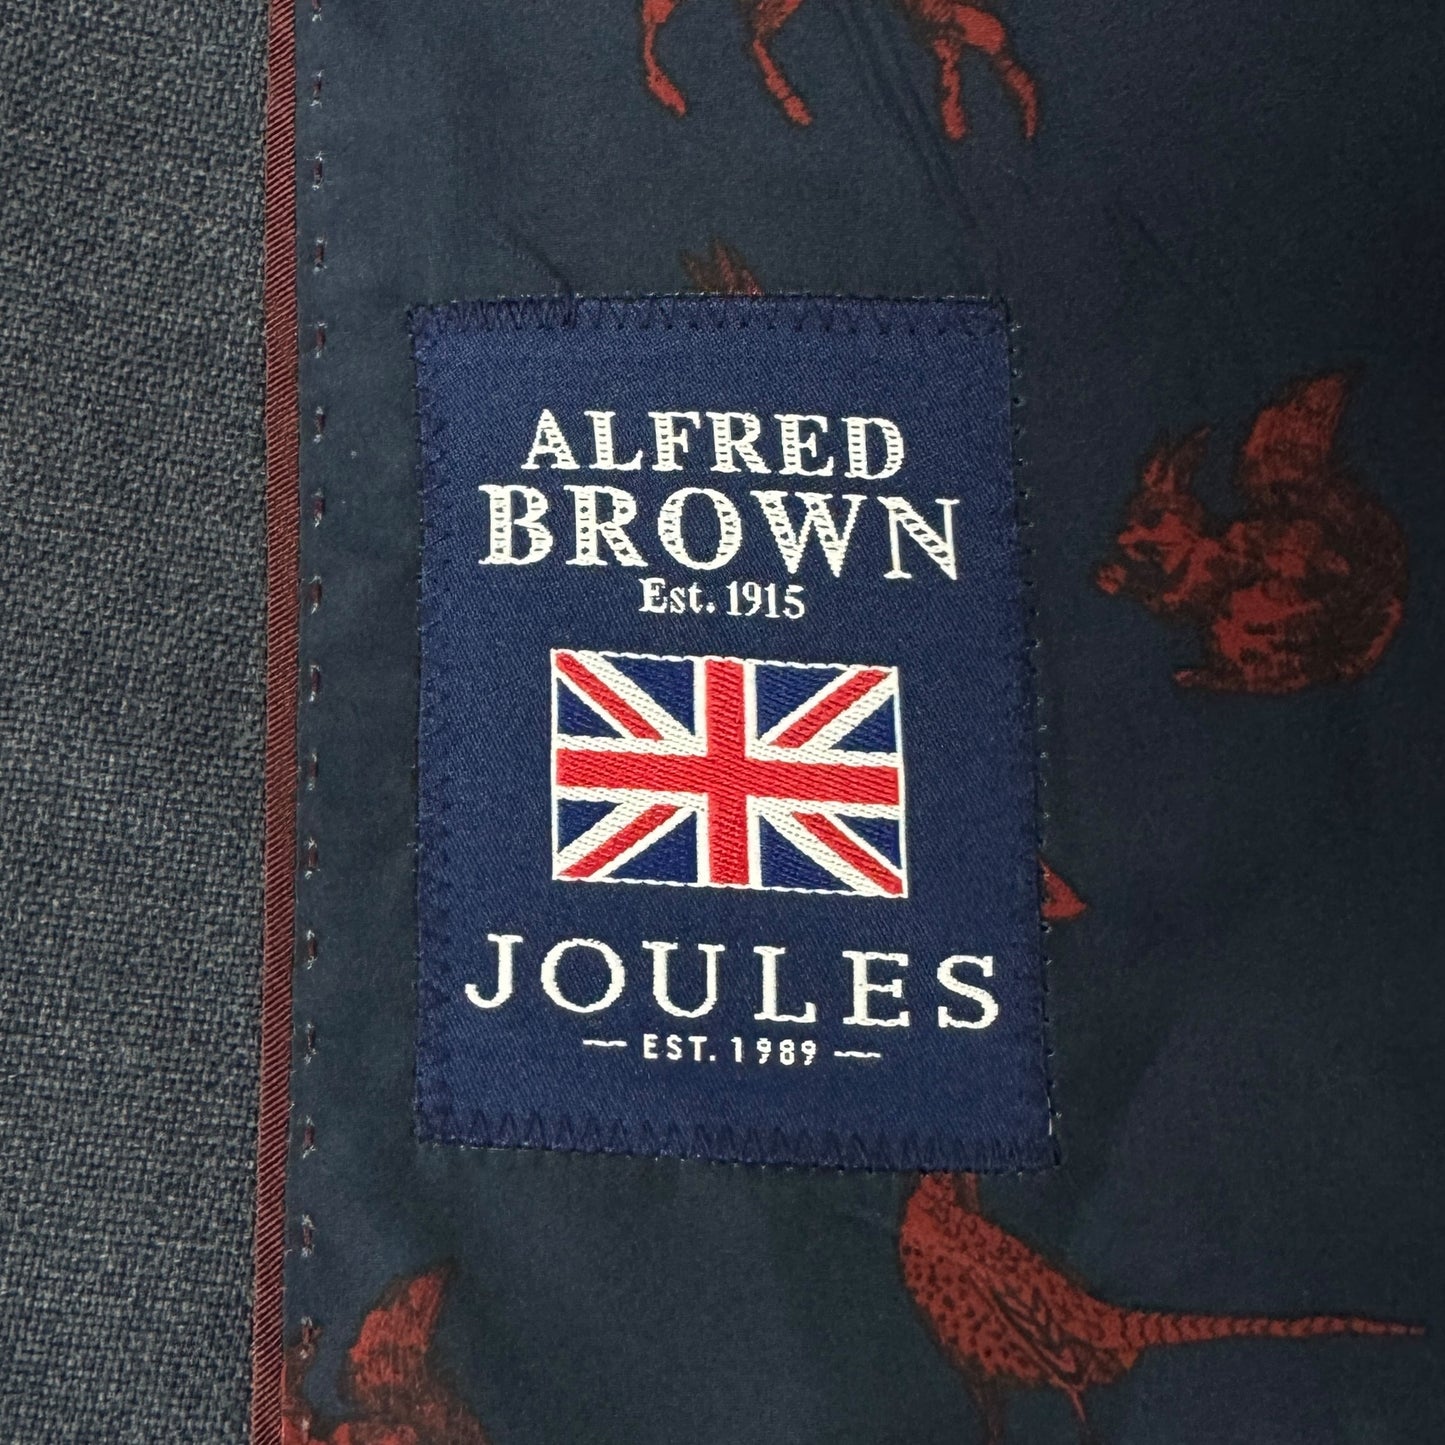 ALFRED
BROWN
Est. 1915
JOULES
EST. 1989